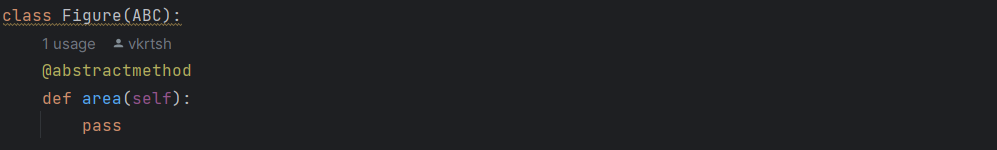 class Figure(ABC):
1 usage vkrtsh
@abstractmethod
def area(self):
pass